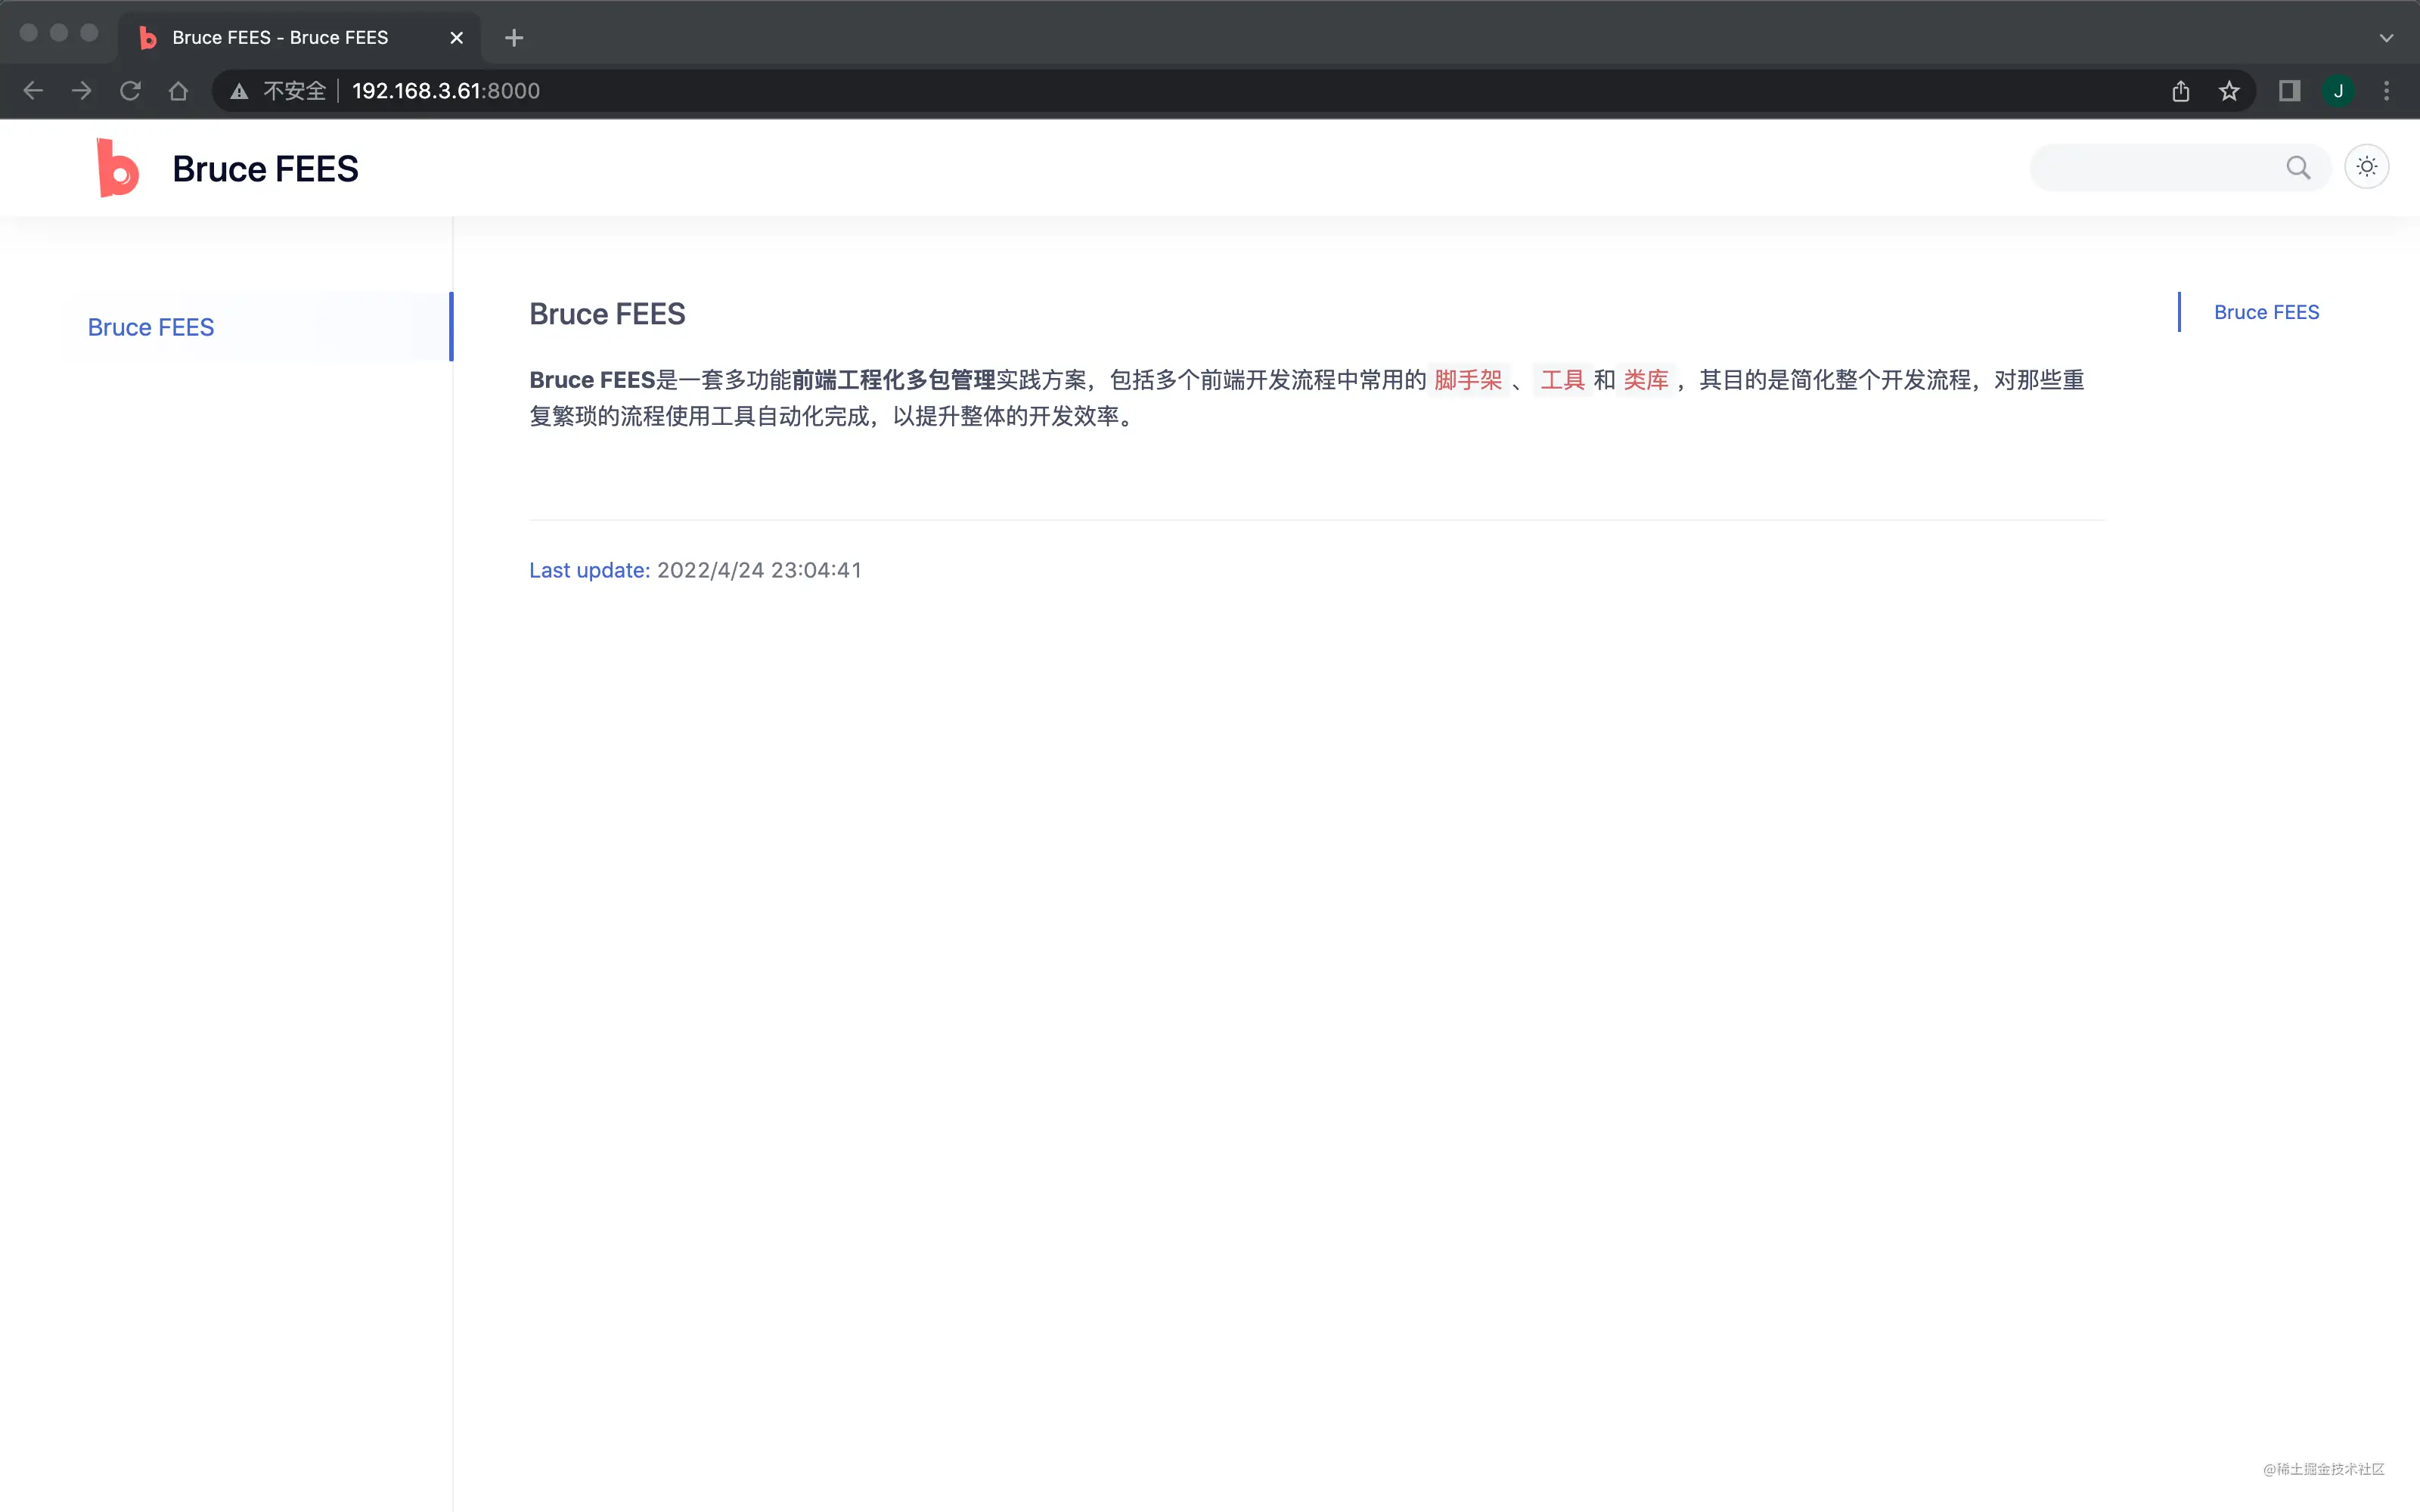 Bruce FEES - Bruce FEES
不安全 192.168.3.61:8000
J
Bruce FEES
Bruce FEES
Bruce FEES
Bruce FEES
Bruce FEES是一套多功能前端工程化多包管理实践方案，包括多个前端开发流程中常用的 脚手架 、 工具 和 类库 ，其目的是简化整个开发流程，对那些重
复繁琐的流程使用工具自动化完成，以提升整体的开发效率。
Last update: 2022/4/24 23:04:41
@稀土掘金技术社区